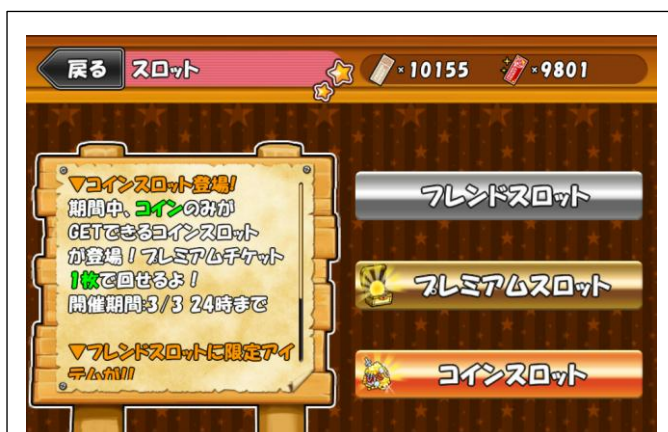 戻る スロット ×10155 ×9801
▼コインスロット登場!
期間中、コインのみが
GETできるコインスロット
が登場!プレミアムチケット
1枚で回せるよ!
開催期間:3/3 24時まで
▼フレンドスロットに限定アイ
テムが!!
フレンドスロット
プレミアムスロット
コインスロット